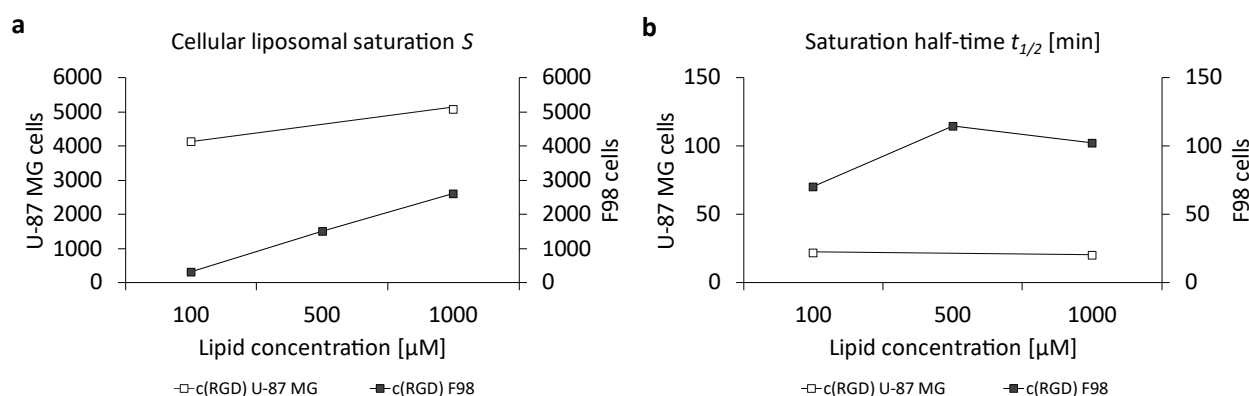 a
Cellular liposomal saturation S
6000
5000
4000
3000
2000
1000
0
U-87 MG cells
6000
5000
4000
3000
2000
1000
0
F98 cells
100 500 1000
Lipid concentration [µM]
c(RGD) U-87 MG c(RGD) F98
b
Saturation half-time t1/2 [min]
150
100
50
0
U-87 MG cells
150
100
50
0
F98 cells
100 500 1000
Lipid concentration [µM]
c(RGD) U-87 MG c(RGD) F98